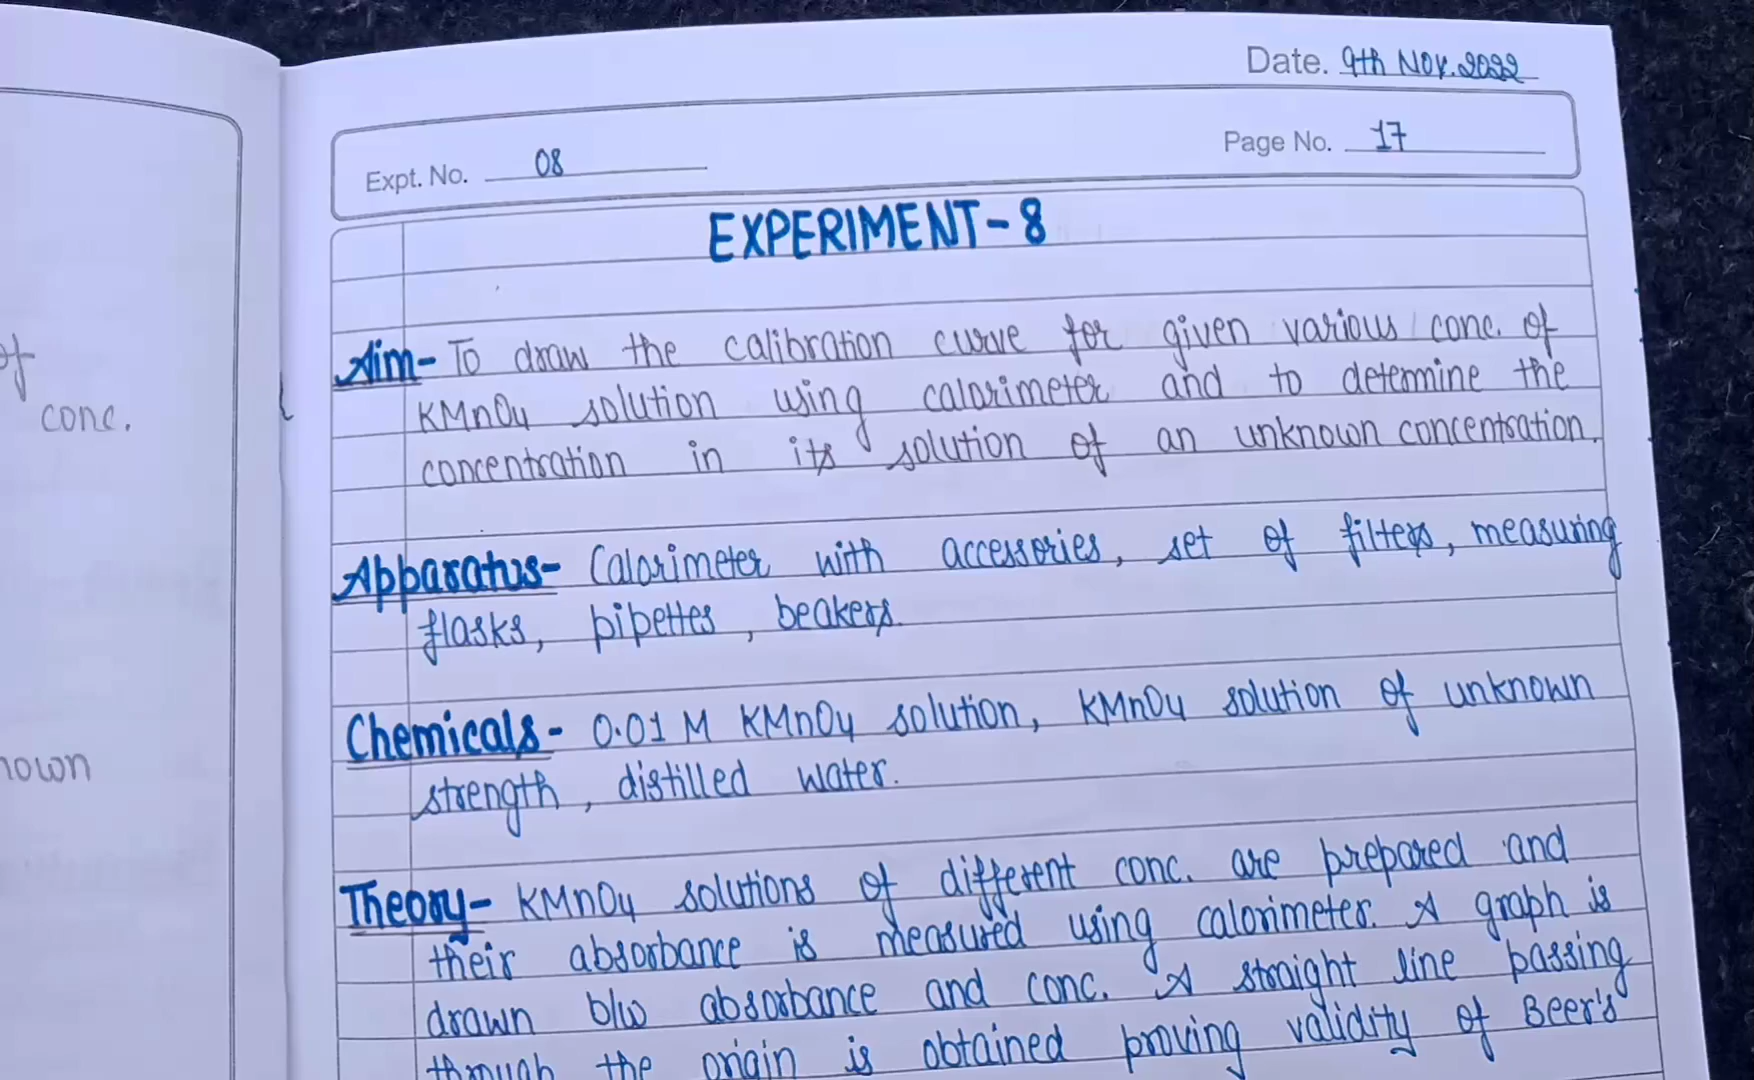 of
conc.
nown
Date. 9th Nov. 2022
Expt. No. 08
Page No. 17
EXPERIMENT-8
Aim- To draw the calibration curve for given various conc. of
KMnO4 solution using calorimeter and to determine the
concentration in its solution of an unknown concentration.
Apparatus- Calorimeter with accessories, set of filters, measuring
flasks, pipettes, beakers.
Chemicals- 0.01 M KMnO4 solution, KMnO4 solution of unknown
strength, distilled water.
Theory- KMnO4 solutions of different conc. are prepared and
their absorbance is measured using calorimeter. A graph is
drawn b/w absorbance and conc. A straight line passing
through the origin is obtained proving validity of Beer's